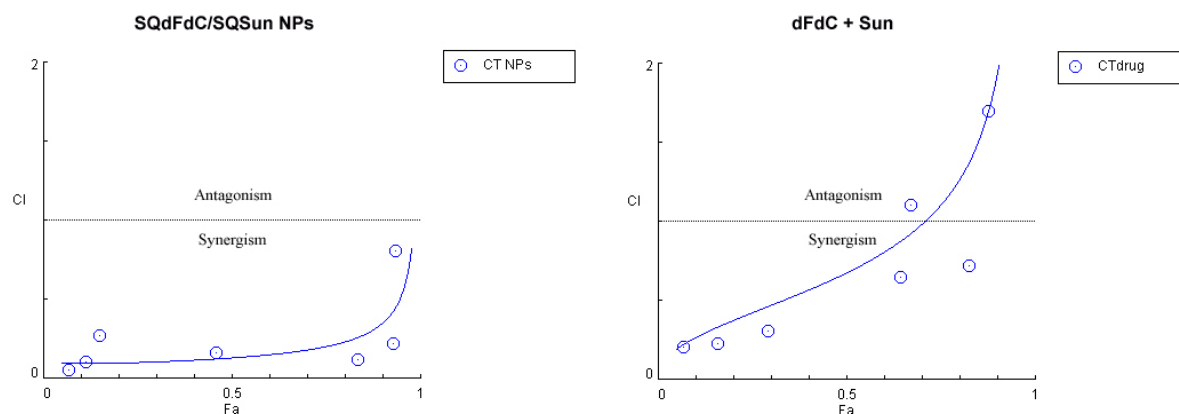 SQdFdC/SQSun NPs
CT NPs
2
CI
Antagonism
Synergism
0
0
0.5
1
Fa
dFdC + Sun
CTdrug
2
CI
Antagonism
Synergism
0
0
0.5
1
Fa